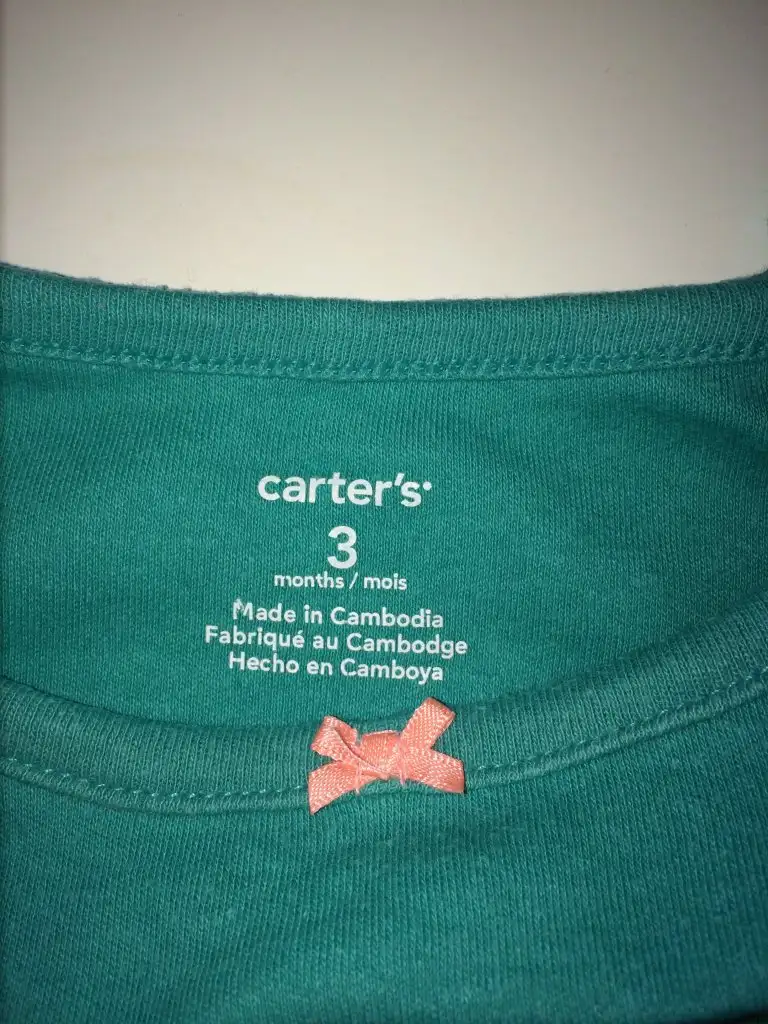 carter's
3
months / mois
Made in Cambodia
Fabriqué au Cambodge
Hecho en Camboya